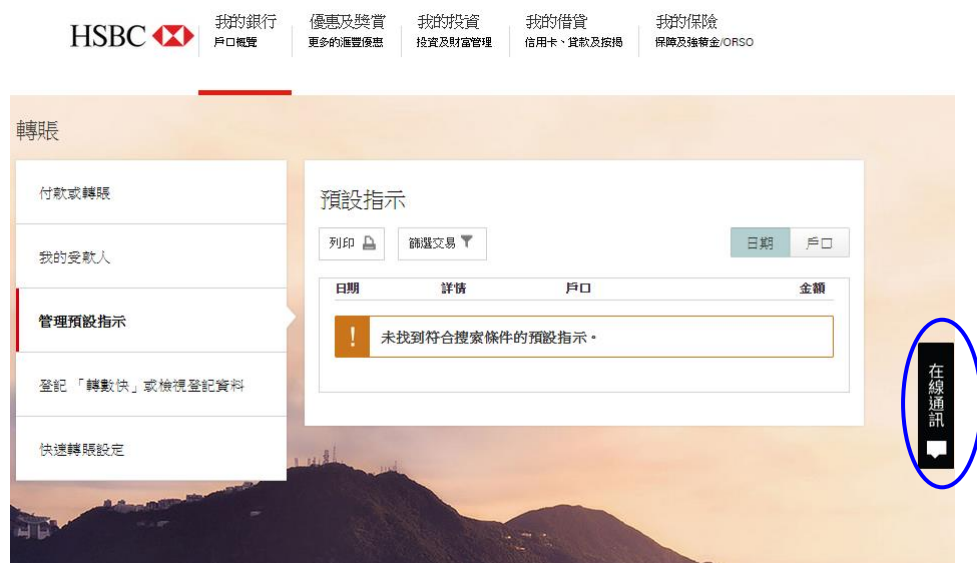 HSBC
我的銀行
戶口概覽
優惠及獎賞
更多的滙豐優惠
我的投資
投資及財富管理
我的借貸
信用卡、貸款及按揭
我的保險
保障及強積金/ORSO
轉賬
付款或轉賬
我的受款人
管理預設指示
登記 「轉數快」或檢視登記資料
快速轉賬設定
預設指示
列印
篩選交易
日期
戶口
日期 詳情 戶口 金額
! 未找到符合搜索條件的預設指示。
在線通訊